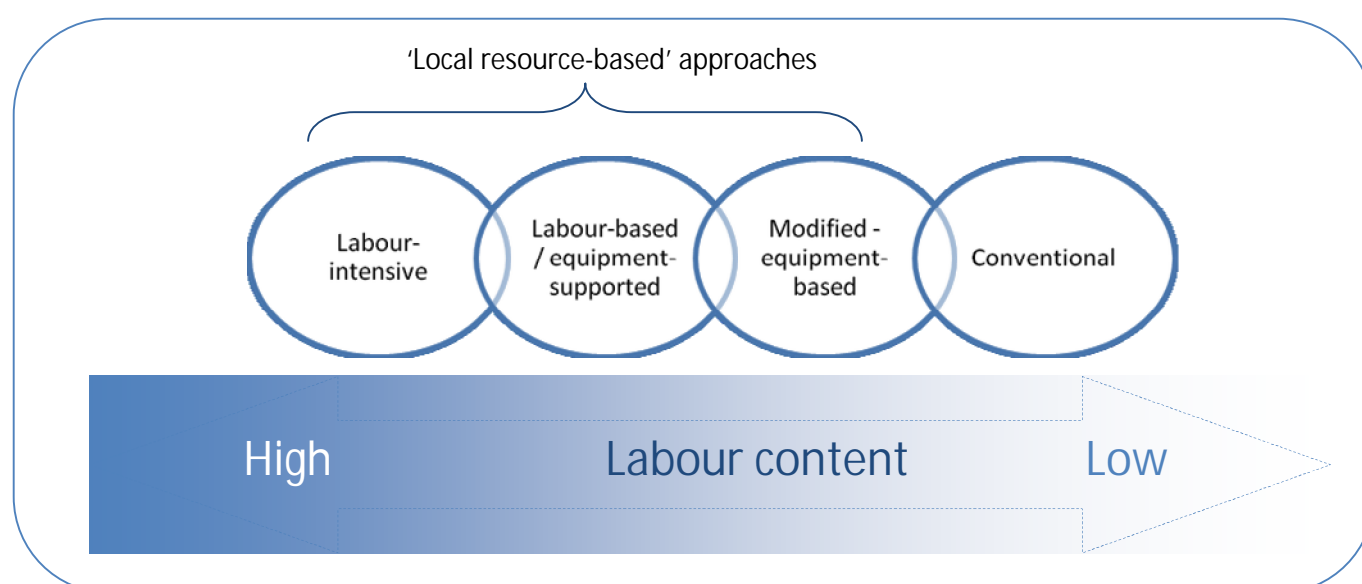 ‘Local resource-based’ approaches
Labour-
intensive
Labour-based
/ equipment-
supported
Modified -
equipment-
based
Conventional
High
Labour content
Low